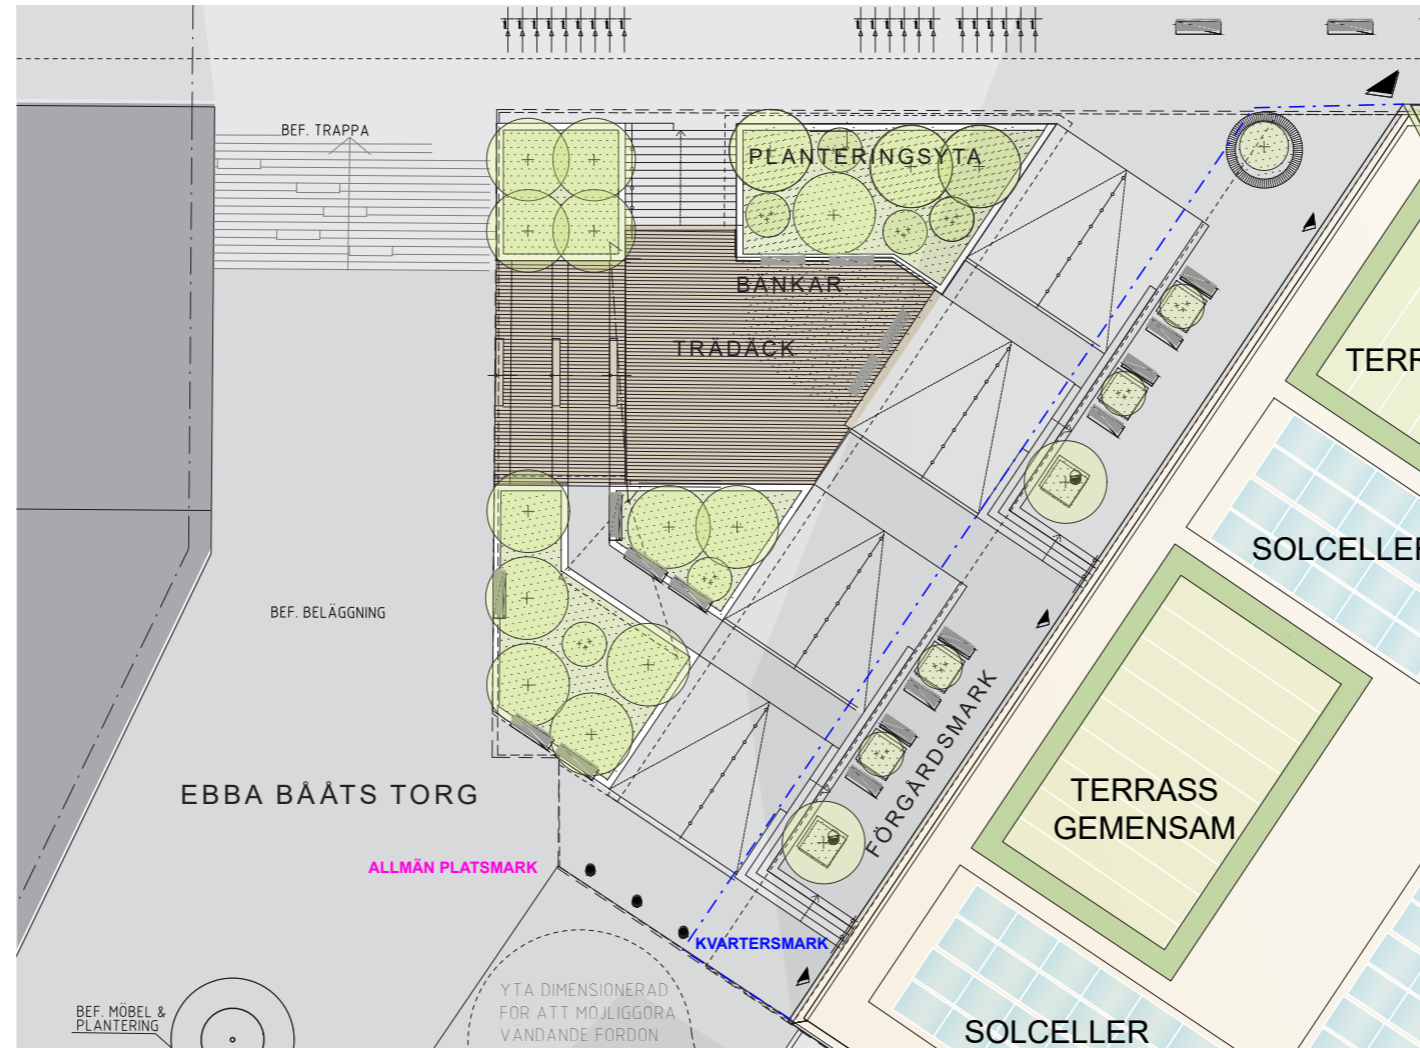 BEF. TRAPPA
PLANTERINGSYTA
BÄNKAR
TRÄDÄCK
TERR
SOLCELLER
BEF. BELÄGGNING
FÖRGÅRDSMARK
EBBA BÅÅTS TORG
TERRASS
GEMENSAM
ALLMÄN PLATSMARK
KVARTERSMARK
YTA DIMENSIONERAD
FÖR ATT MÖJLIGGÖRA
VÄNDANDE FORDON
BEF. MÖBEL &
PLANTERING
SOLCELLER